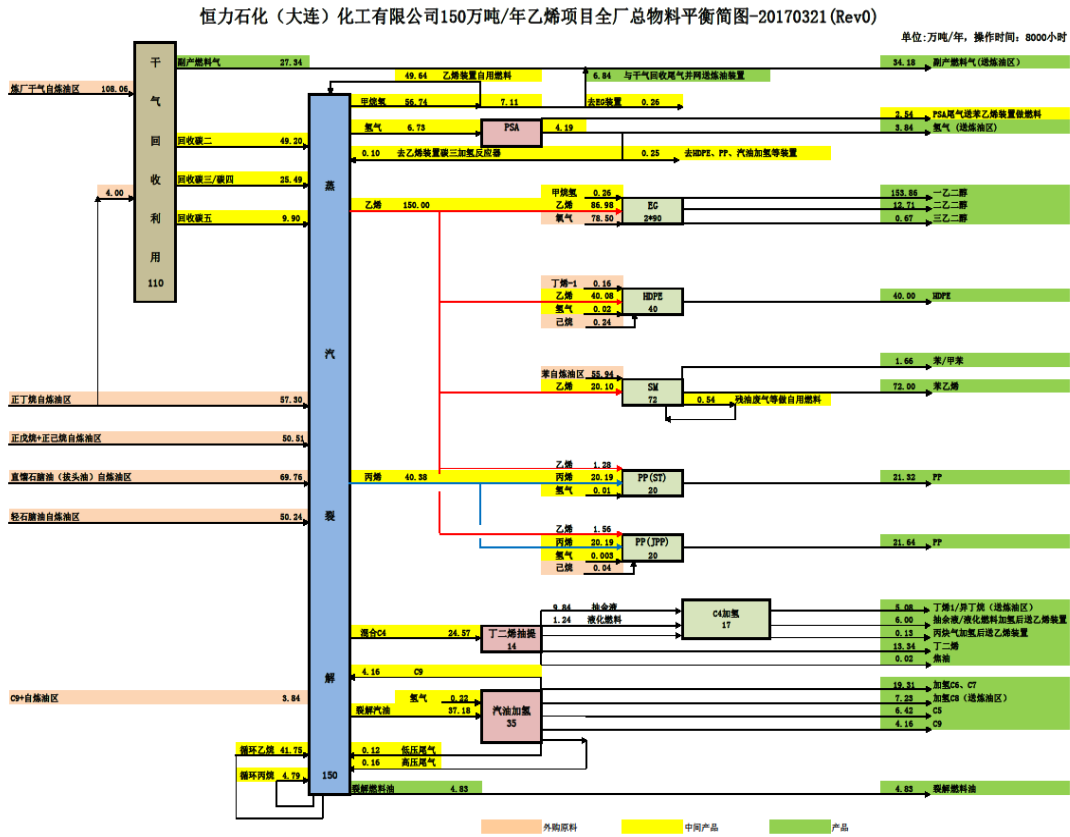 恒力石化（大连）化工有限公司150万吨/年乙烯项目全厂总物料平衡简图-20170321(Rev0)
单位:万吨/年，操作时间：8000小时
干气回收利用
110
副产燃料气 27.34
34.18 副产燃料气(送炼油区)
49.64 乙烯装置自用燃料
6.84 与干气回收尾气并网送炼油装置
炼厂干气自炼油区 108.06
甲烷氢 56.74
7.11
去EG装置 0.26
2.54 PSA尾气送苯乙烯装置做燃料
氢气 6.73
PSA
4.19
3.84 氢气 (送炼油区)
回收碳二 49.20
0.10 去乙烯装置碳三加氢反应器
0.25 去HDPE、PP、汽油加氢等装置
回收碳三/碳四 25.49
4.00
甲烷氢 0.26
153.86 一乙二醇
乙烯 150.00
乙烯 86.98
EG
2*90
12.71 二乙二醇
回收碳五 9.90
氧气 78.50
0.67 三乙二醇
蒸汽裂解
150
丁烯-1 0.16
乙烯 40.08
HDPE
40
40.00 HDPE
氢气 0.02
己烷 0.24
1.66 苯/甲苯
苯自炼油区 55.94
乙烯 20.10
SM
72
72.00 苯乙烯
0.54 残油废气等做自用燃料
正丁烷自炼油区 57.30
正戊烷+正己烷自炼油区 50.51
乙烯 1.28
直馏石脑油（拔头油）自炼油区 69.76
丙烯 40.38
丙烯 20.19
PP(ST)
20
21.32 PP
氢气 0.01
轻石脑油自炼油区 50.24
乙烯 1.56
丙烯 20.19
PP(JPP)
20
21.64 PP
氢气 0.003
己烷 0.04
9.84 抽余液
C4加氢
17
5.08 丁烯1/异丁烷（送炼油区）
1.24 液化燃料
6.00 抽余液/液化燃料加氢后送乙烯装置
混合C4 24.57
丁二烯抽提
14
0.13 丙炔气加氢后送乙烯装置
13.34 丁二烯
0.02 焦油
4.16 C9
19.31 加氢C6、C7
C9+自炼油区 3.84
氢气 0.22
7.23 加氢C8（送炼油区）
裂解汽油 37.18
汽油加氢
35
6.42 C5
4.16 C9
循环乙烷 41.75
0.12 低压尾气
0.16 高压尾气
循环丙烷 4.79
裂解燃料油 4.83
4.83 裂解燃料油
外购原料
中间产品
产品